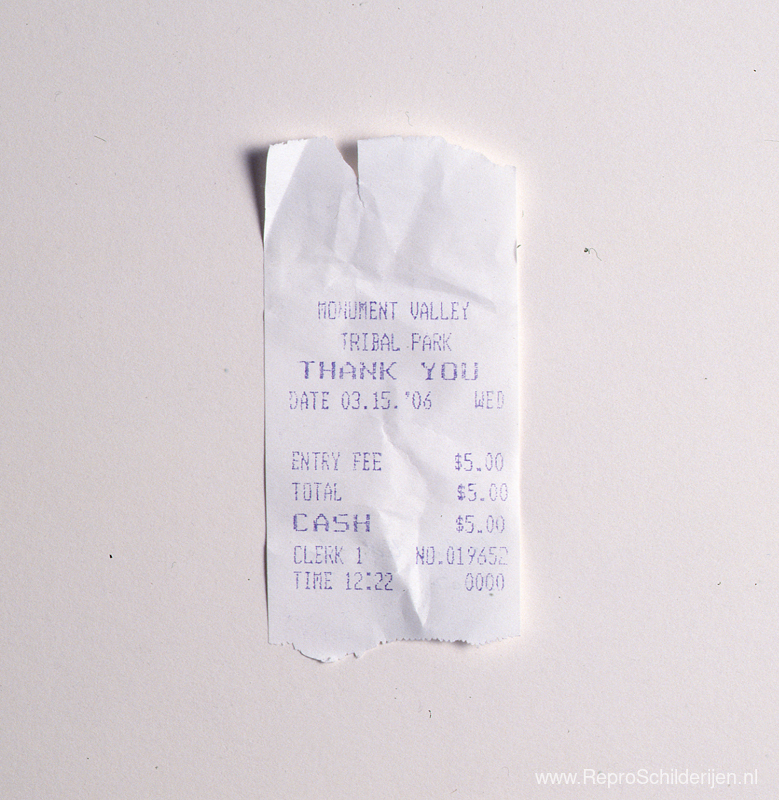 MONUMENT VALLEY
TRIBAL PARK
THANK YOU
DATE 03.15.'06 WED
ENTRY FEE $5.00
TOTAL $5.00
CASH $5.00
CLERK 1 NO.019652
TIME 12:22 0000
www.ReproSchilderijen.nl